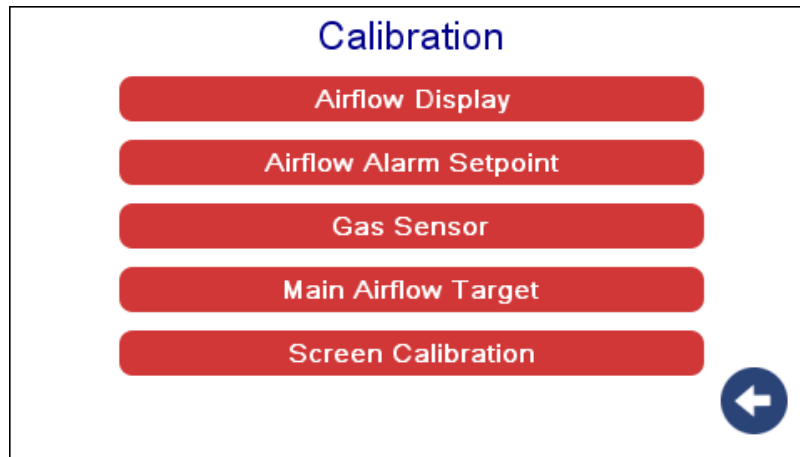 Calibration
Airflow Display
Airflow Alarm Setpoint
Gas Sensor
Main Airflow Target
Screen Calibration